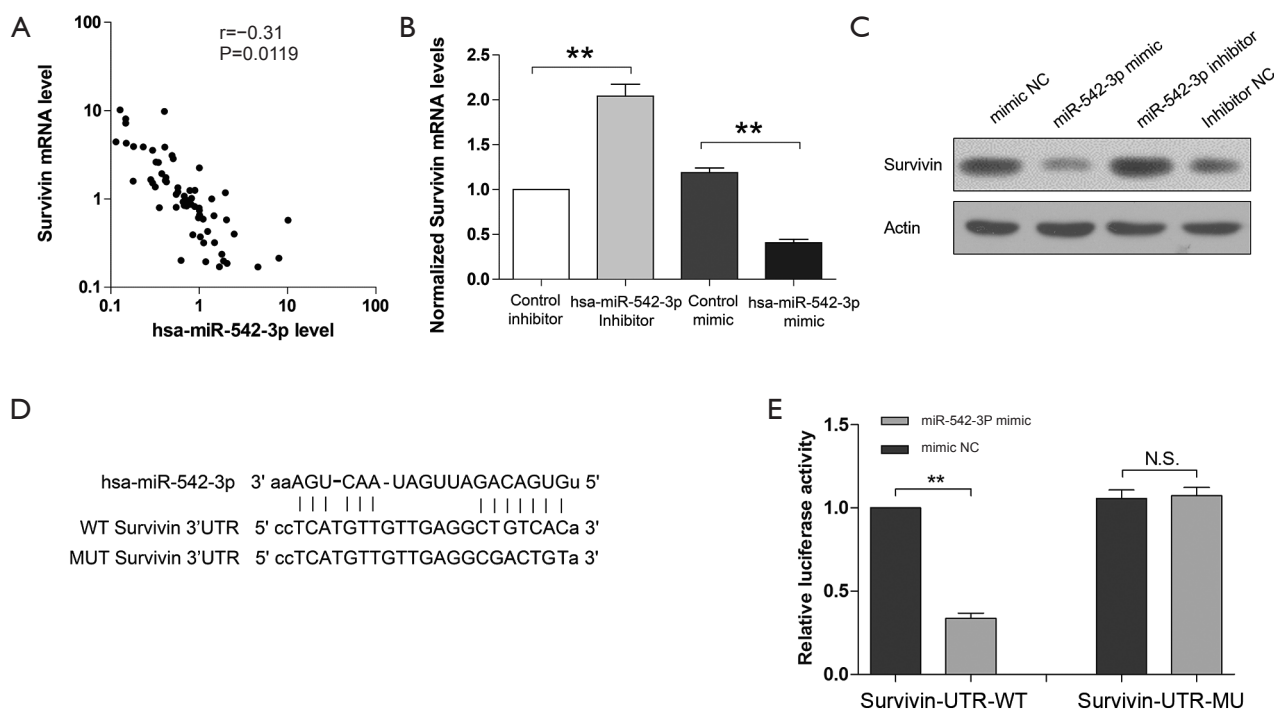 A
r=−0.31
P=0.0119
Survivin mRNA level
100
10
1
0.1
0.1
1
10
100
hsa-miR-542-3p level
B
Normalized Survivin mRNA levels
2.5
2.0
1.5
1.0
0.5
0.0
**
**
Control
inhibitor
hsa-miR-542-3p
Inhibitor
Control
mimic
hsa-miR-542-3p
mimic
C
mimic NC
miR-542-3p mimic
miR-542-3p inhibitor
Inhibitor NC
Survivin
Actin
D
hsa-miR-542-3p 3' aaAGU-CAA-UAGUUAGACAGUGu 5'
WT Survivin 3'UTR 5' ccTCATGTTGTTGAGGCTGTCACa 3'
MUT Survivin 3'UTR 5' ccTCATGTTGTTGAGGCGACTGTa 3'
E
miR-542-3P mimic
mimic NC
Relative luciferase activity
1.5
1.0
0.5
0.0
**
N.S.
Survivin-UTR-WT
Survivin-UTR-MU